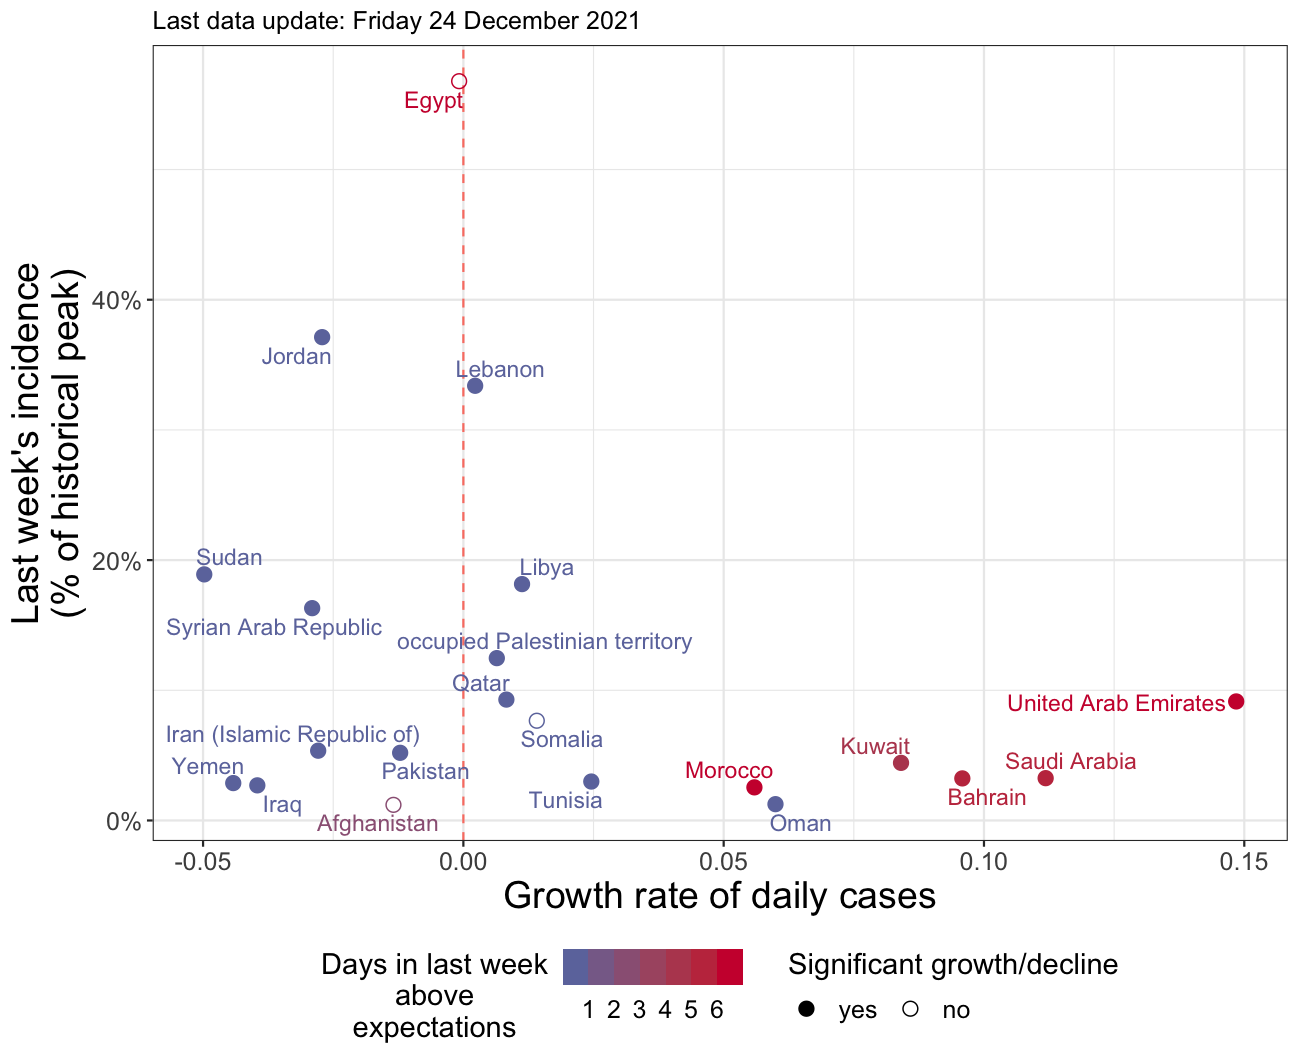 Last data update: Friday 24 December 2021
Egypt
Last week's incidence
(% of historical peak)
40%
Jordan
Lebanon
20%
Sudan
Libya
Syrian Arab Republic
occupied Palestinian territory
Qatar
United Arab Emirates
Iran (Islamic Republic of)
Somalia
Kuwait
Yemen
Pakistan
Morocco
Saudi Arabia
Iraq
Tunisia
Bahrain
0%
Afghanistan
Oman
-0.05 0.00 0.05 0.10 0.15
Growth rate of daily cases
Days in last week
above
expectations
1 2 3 4 5 6
Significant growth/decline
yes no